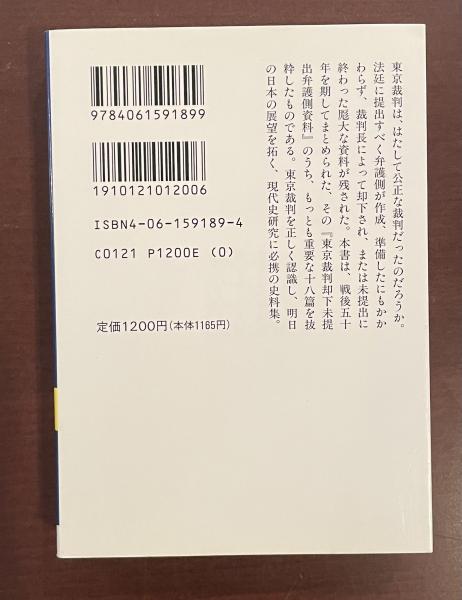 東京裁判は、はたして公正な裁判だったのだろうか。
法廷に提出すべく弁護側が作成、準備したにもかか
わらず、裁判長によって却下され、または未提出に
終わった厖大な資料が残された。本書は、戦後五十
年を期してまとめられた、その『東京裁判却下未提
出弁護側資料』のうち、もっとも重要な十八篇を抜
粋したものである。東京裁判を正しく認識し、明日
の日本の展望を拓く、現代史研究に必携の史料集。
9784061591899
1910121012006
ISBN4-06-159189-4
C0121 P1200E (0)
定価1200円(本体1165円)